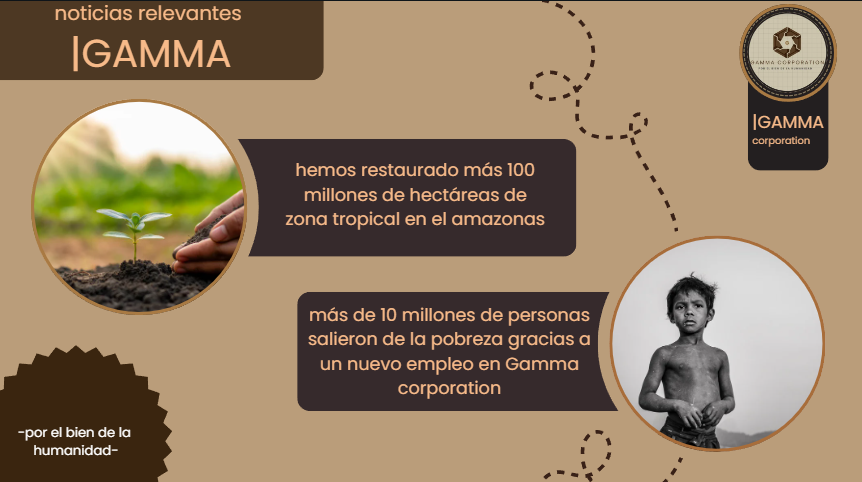 noticias relevantes
|GAMMA
GAMMA CORPORATION
|GAMMA
corporation
hemos restaurado más 100
millones de hectáreas de
zona tropical en el amazonas
más de 10 millones de personas
salieron de la pobreza gracias a
un nuevo empleo en Gamma
corporation
-por el bien de la
humanidad-